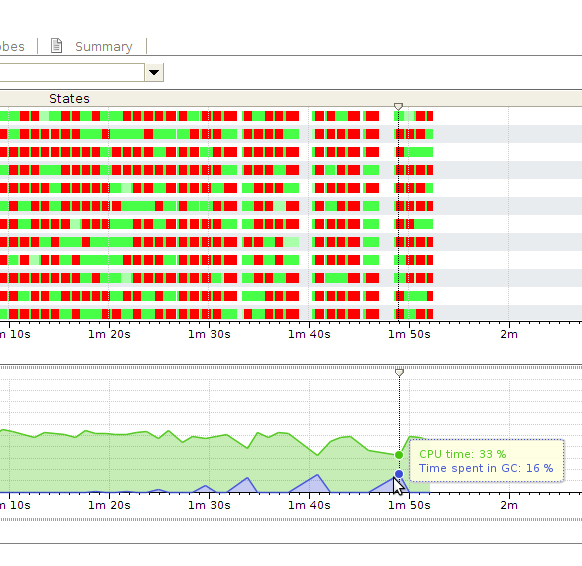 Summary
States
10s 1m 20s 1m 30s 1m 40s 1m 50s 2m
CPU time: 33 %
Time spent in GC: 16 %
10s 1m 20s 1m 30s 1m 40s 1m 50s 2m